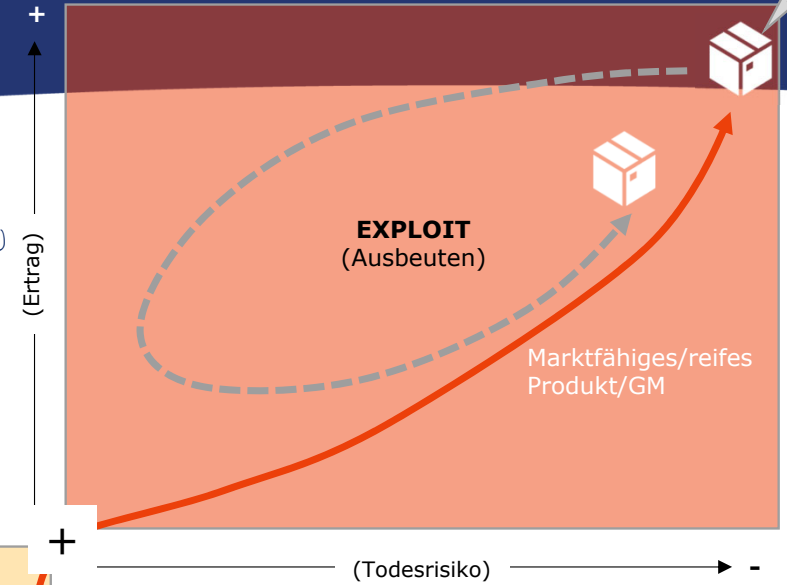 +
(Ertrag)
EXPLOIT
(Ausbeuten)
Marktfähiges/reifes
Produkt/GM
+
(Todesrisiko)
-